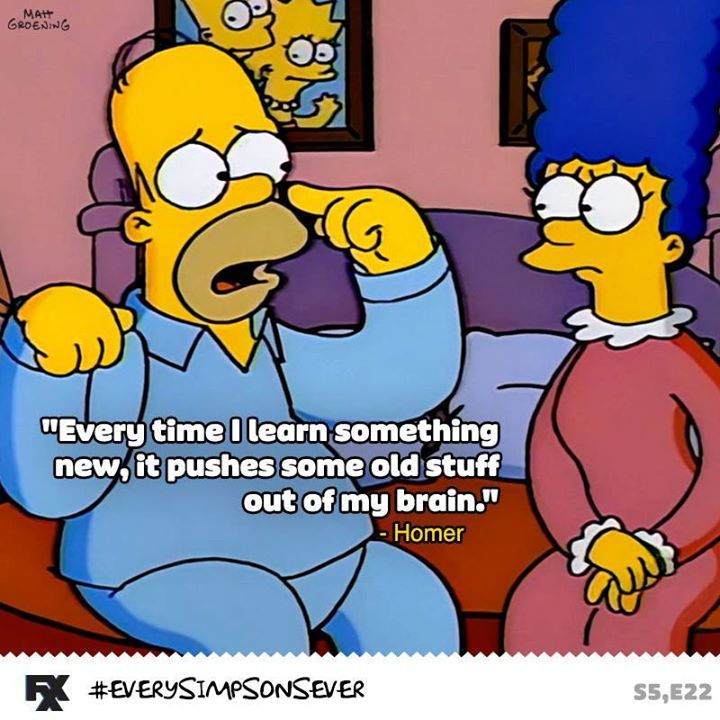 MATT
GROENING
"Every time I learn something
new, it pushes some old stuff
out of my brain."
- Homer
FXX #EVERYSIMPSONSEVER S5,E22